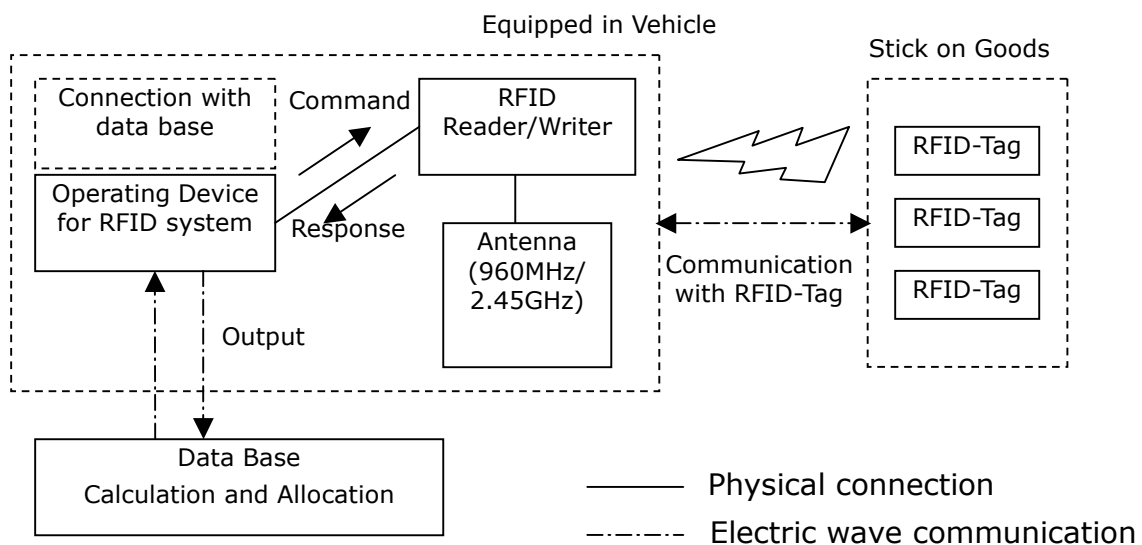 Equipped in Vehicle
Stick on Goods
Connection with
data base
Command
RFID
Reader/Writer
Operating Device
for RFID system
Response
Antenna
(960MHz/
2.45GHz)
Output
Communication
with RFID-Tag
RFID-Tag
RFID-Tag
RFID-Tag
Data Base
Calculation and Allocation
Physical connection
Electric wave communication